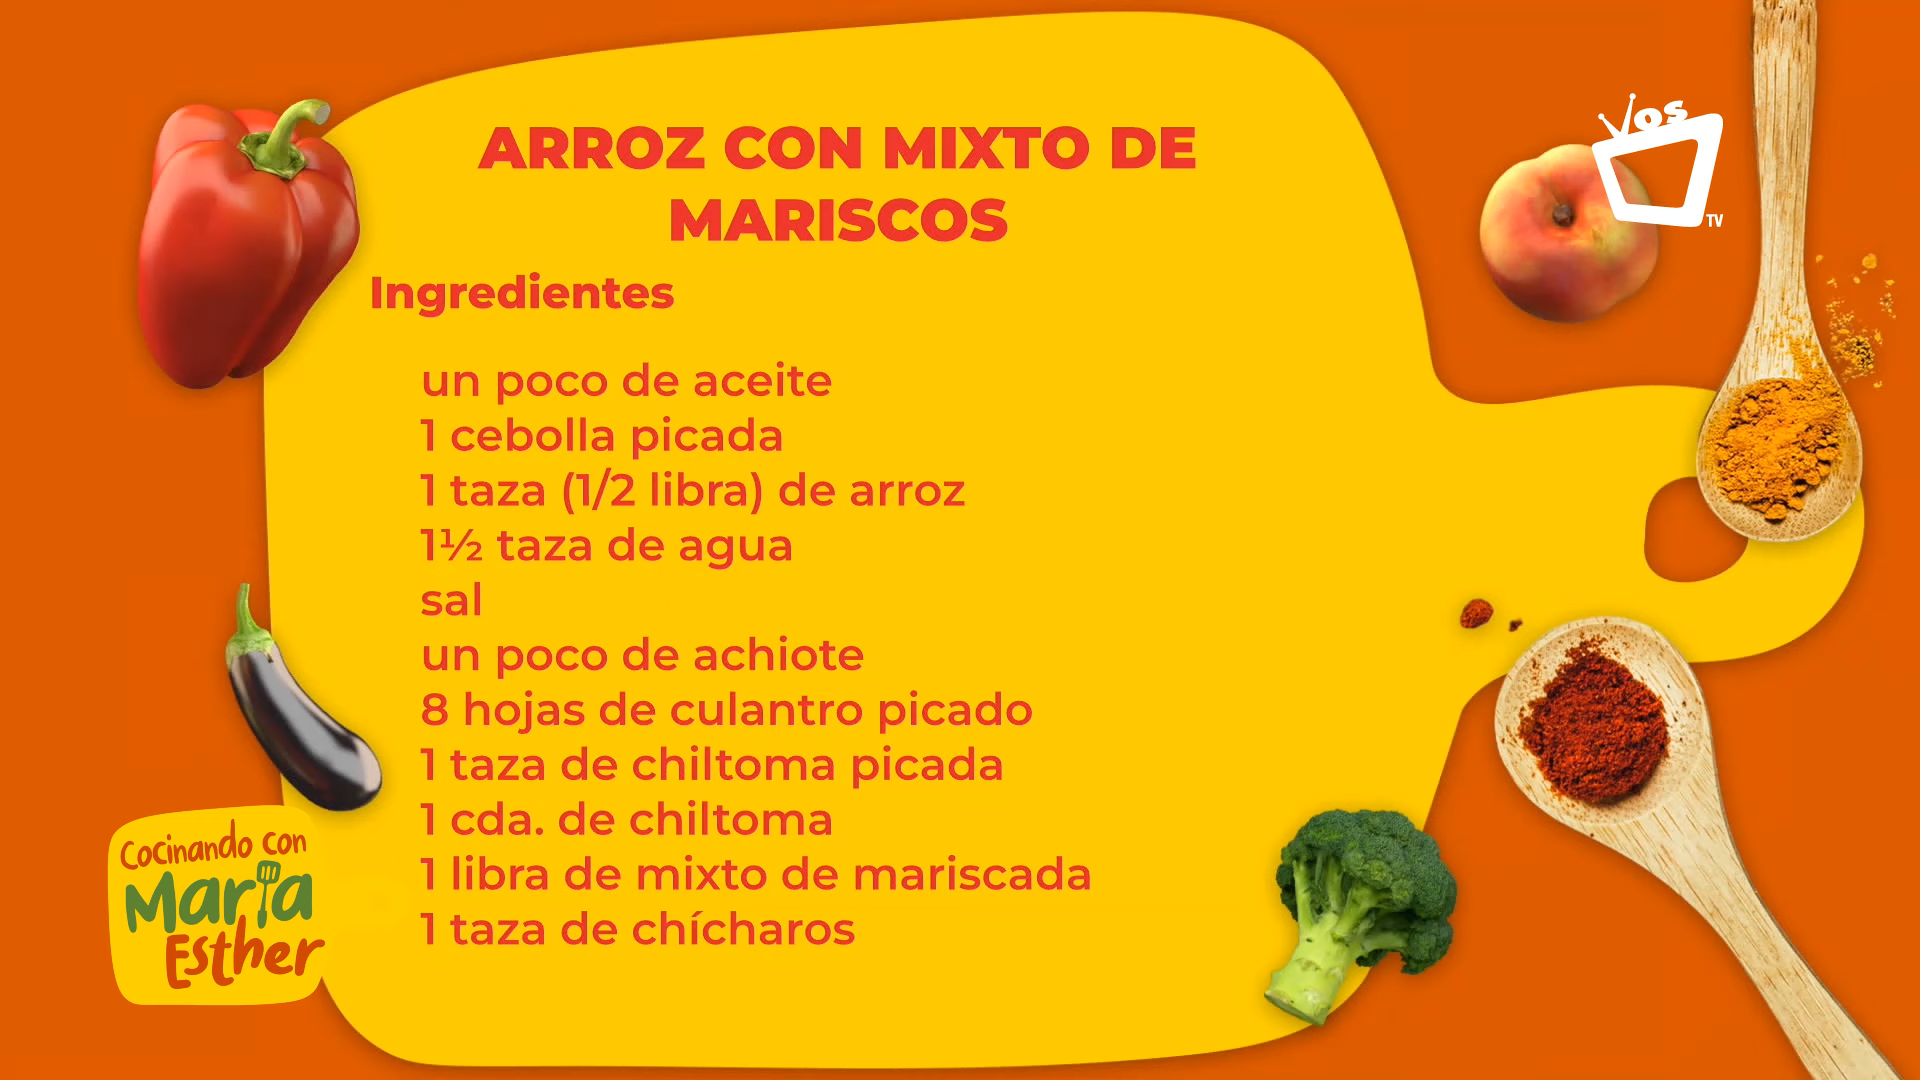 ARROZ CON MIXTO DE
MARISCOS
Ingredientes
un poco de aceite
1 cebolla picada
1 taza (1/2 libra) de arroz
1½ taza de agua
sal
un poco de achiote
8 hojas de culantro picado
1 taza de chiltoma picada
1 cda. de chiltoma
1 libra de mixto de mariscada
1 taza de chícharos
Cocinando con
María
Esther
VOS
TV